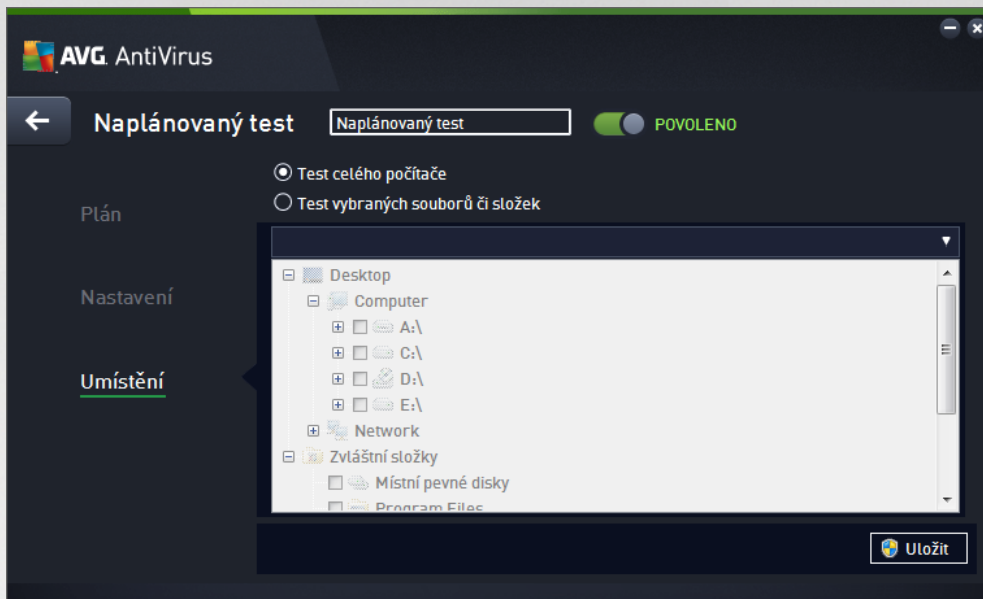 AVG. AntiVirus
Naplánovaný test
Naplánovaný test
POVOLENO
Test celého počítače
Test vybraných souborů či složek
Plán
Nastavení
Umístění
Desktop
Computer
A:\
C:\
D:\
E:\
Network
Zvláštní složky
Místní pevné disky
Program Files
Uložit